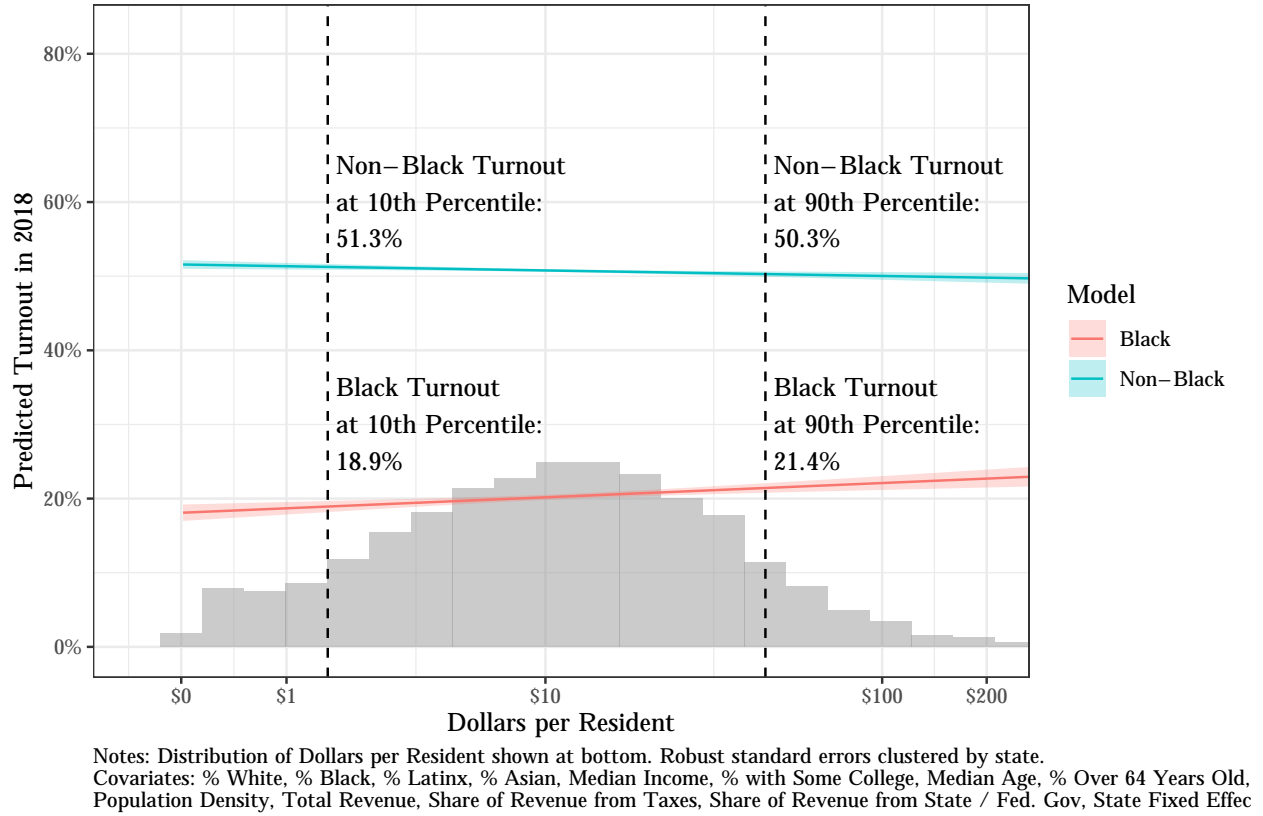 80%
60%
40%
20%
0%
Predicted Turnout in 2018
Non−Black Turnout
at 10th Percentile:
51.3%
Non−Black Turnout
at 90th Percentile:
50.3%
Black Turnout
at 10th Percentile:
18.9%
Black Turnout
at 90th Percentile:
21.4%
$0
$1
$10
$100
$200
Dollars per Resident
Model
Black
Non−Black
Notes: Distribution of Dollars per Resident shown at bottom. Robust standard errors clustered by state.
Covariates: % White, % Black, % Latinx, % Asian, Median Income, % with Some College, Median Age, % Over 64 Years Old,
Population Density, Total Revenue, Share of Revenue from Taxes, Share of Revenue from State / Fed. Gov, State Fixed Effec